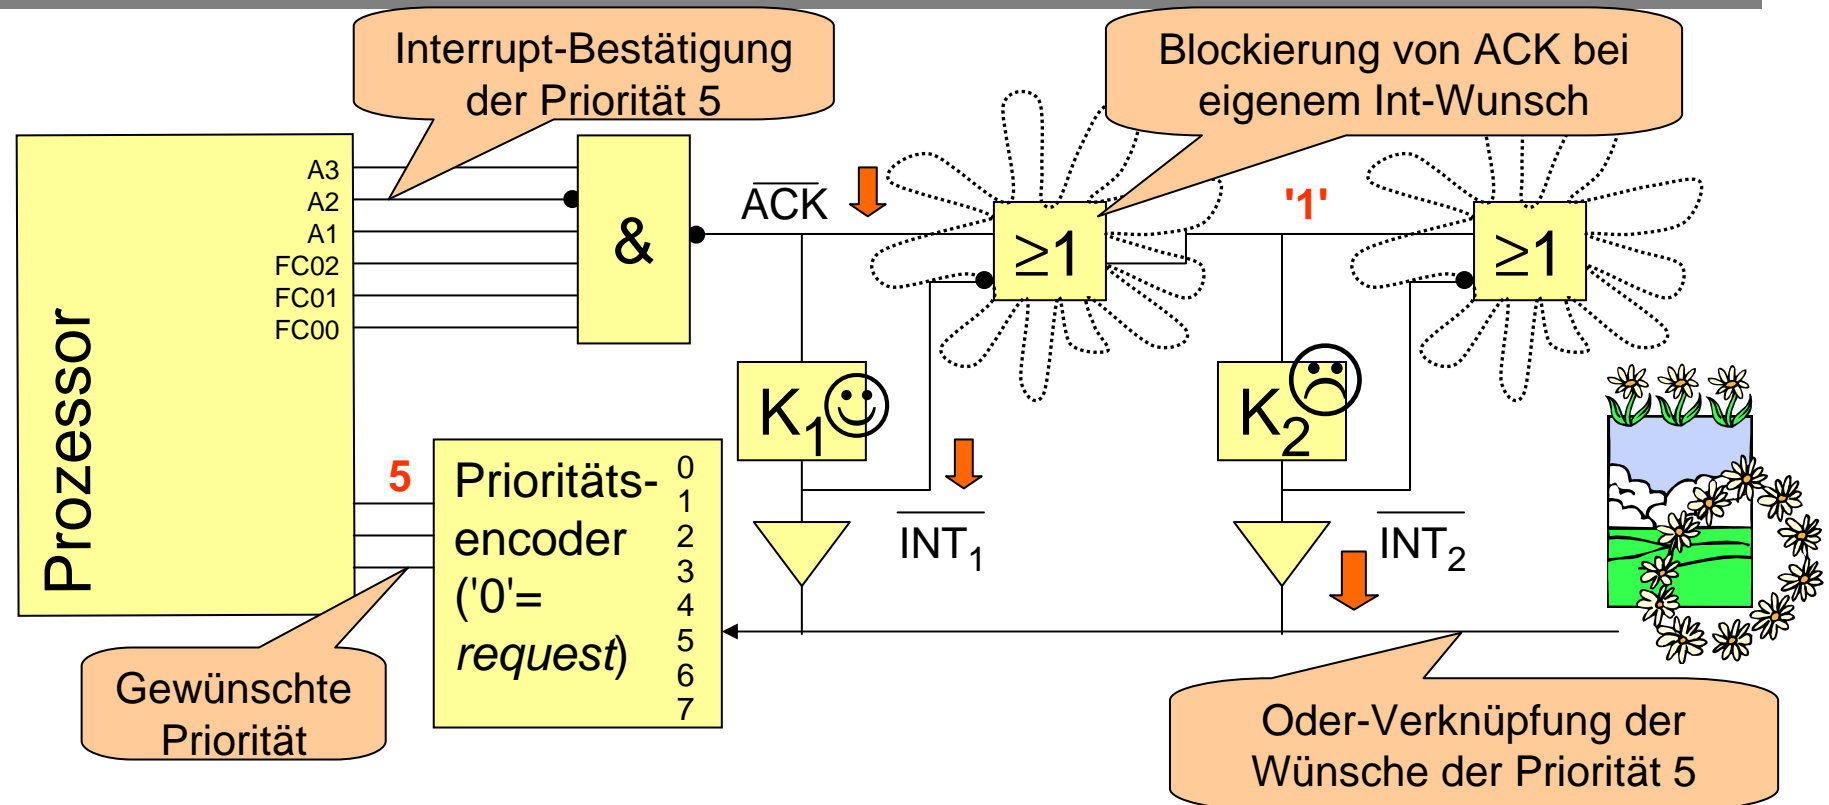 Interrupt-Bestätigung
der Priorität 5
Blockierung von ACK bei
eigenem Int-Wunsch
Prozessor
A3
A2
A1
FC02
FC01
FC00
&
ACK
≥1
'1'
≥1
K1
K2
5
Prioritäts-
encoder
('0'=
request)
0
1
2
3
4
5
6
7
INT1
INT2
Gewünschte
Priorität
Oder-Verknüpfung der
Wünsche der Priorität 5